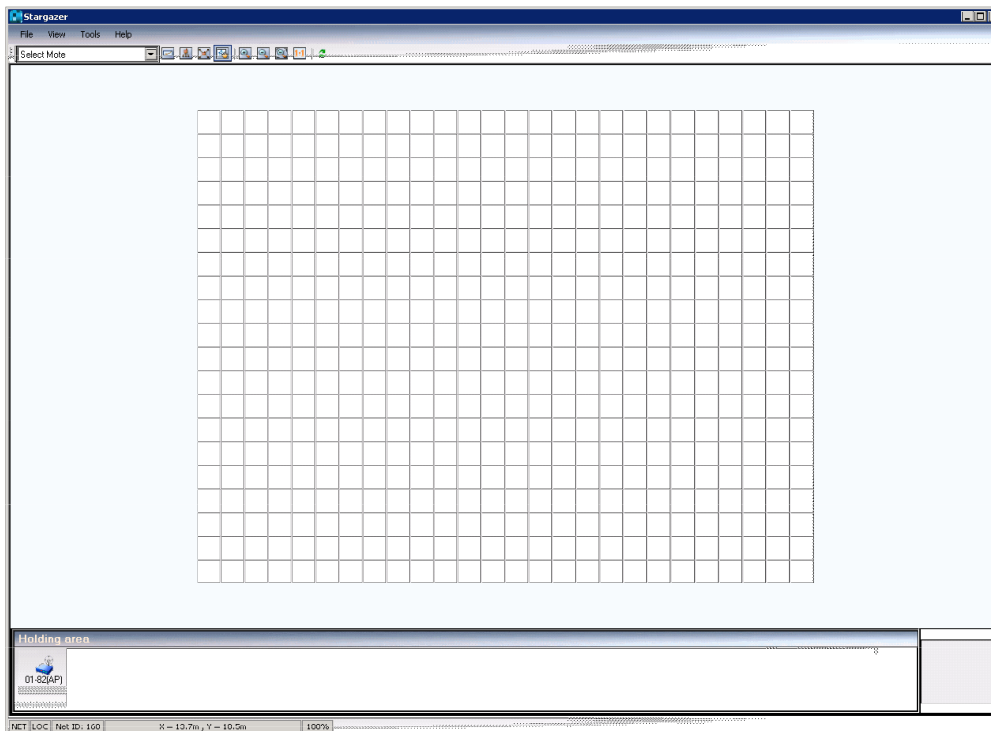 Stargazer
File View Tools Help
Select Mote
Holding area
01-82(AP)
NET LOC Net ID: 160 X – 13.7m , Y – 10.5m 100%